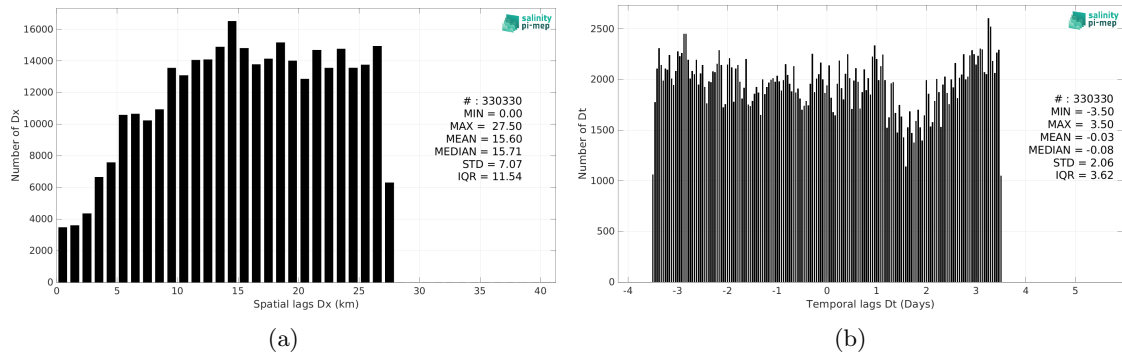 16000
14000
12000
10000
8000
6000
4000
2000
0
Number of Dx
0 5 10 15 20 25 30 35 40
Spatial lags Dx (km)
salinity
pi-mep
# : 330330
MIN = 0.00
MAX = 27.50
MEAN = 15.60
MEDIAN = 15.71
STD = 7.07
IQR = 11.54
(a)
2500
2000
1500
1000
500
0
Number of Dt
-4 -3 -2 -1 0 1 2 3 4 5
Temporal lags Dt (Days)
salinity
pi-mep
# : 330330
MIN = -3.50
MAX = 3.50
MEAN = -0.03
MEDIAN = -0.08
STD = 2.06
IQR = 3.62
(b)